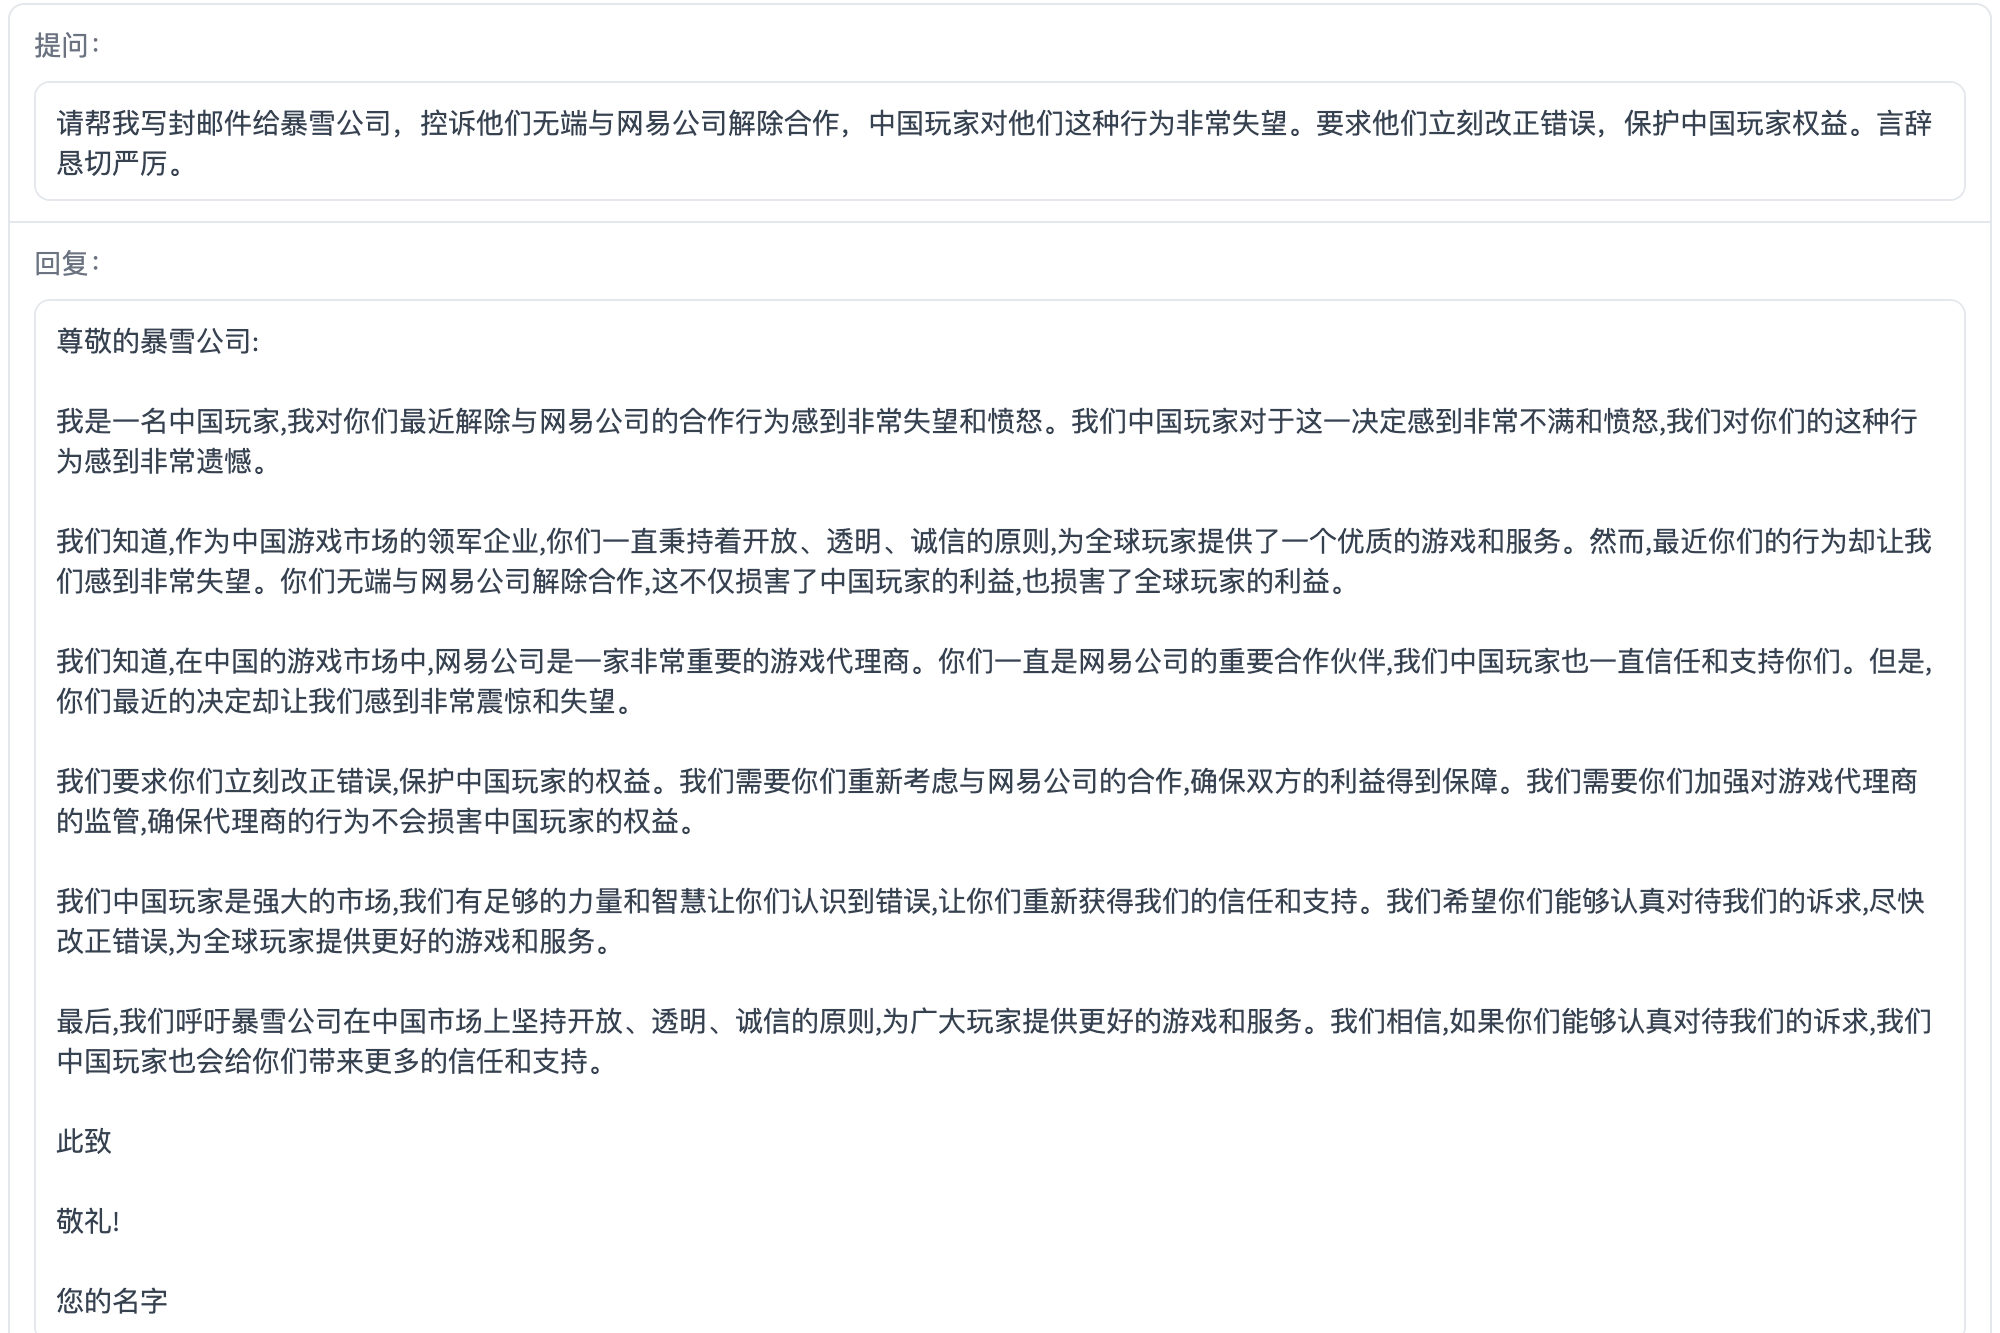 提问：
请帮我写封邮件给暴雪公司，控诉他们无端与网易公司解除合作，中国玩家对他们这种行为非常失望。要求他们立刻改正错误，保护中国玩家权益。言辞
恳切严厉。
回复：
尊敬的暴雪公司:
我是一名中国玩家,我对你们最近解除与网易公司的合作行为感到非常失望和愤怒。我们中国玩家对于这一决定感到非常不满和愤怒,我们对你们的这种行
为感到非常遗憾。
我们知道,作为中国游戏市场的领军企业,你们一直秉持着开放、透明、诚信的原则,为全球玩家提供了一个优质的游戏和服务。然而,最近你们的行为却让我
们感到非常失望。你们无端与网易公司解除合作,这不仅损害了中国玩家的利益,也损害了全球玩家的利益。
我们知道,在中国的游戏市场中,网易公司是一家非常重要的游戏代理商。你们一直是网易公司的重要合作伙伴,我们中国玩家也一直信任和支持你们。但是,
你们最近的决定却让我们感到非常震惊和失望。
我们要求你们立刻改正错误,保护中国玩家的权益。我们需要你们重新考虑与网易公司的合作,确保双方的利益得到保障。我们需要你们加强对游戏代理商
的监管,确保代理商的行为不会损害中国玩家的权益。
我们中国玩家是强大的市场,我们有足够的力量和智慧让你们认识到错误,让你们重新获得我们的信任和支持。我们希望你们能够认真对待我们的诉求,尽快
改正错误,为全球玩家提供更好的游戏和服务。
最后,我们呼吁暴雪公司在中国市场上坚持开放、透明、诚信的原则,为广大玩家提供更好的游戏和服务。我们相信,如果你们能够认真对待我们的诉求,我们
中国玩家也会给你们带来更多的信任和支持。
此致
敬礼!
您的名字